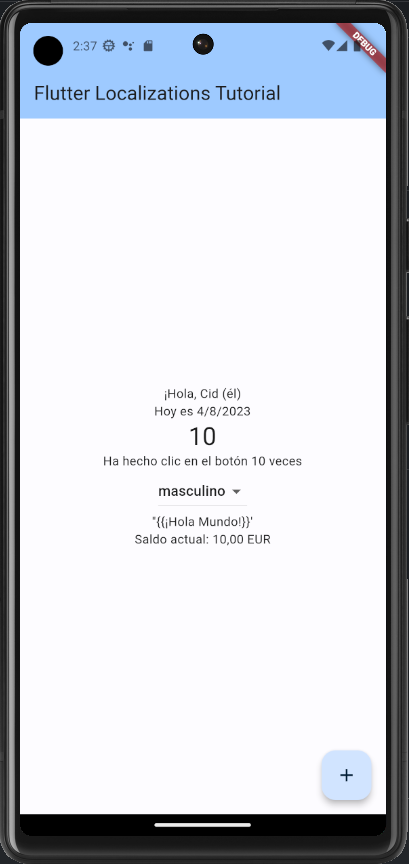 2:37
DEBUG
Flutter Localizations Tutorial
¡Hola, Cid (él)
Hoy es 4/8/2023
10
Ha hecho clic en el botón 10 veces
masculino
"{{¡Hola Mundo!}}'
Saldo actual: 10,00 EUR
+